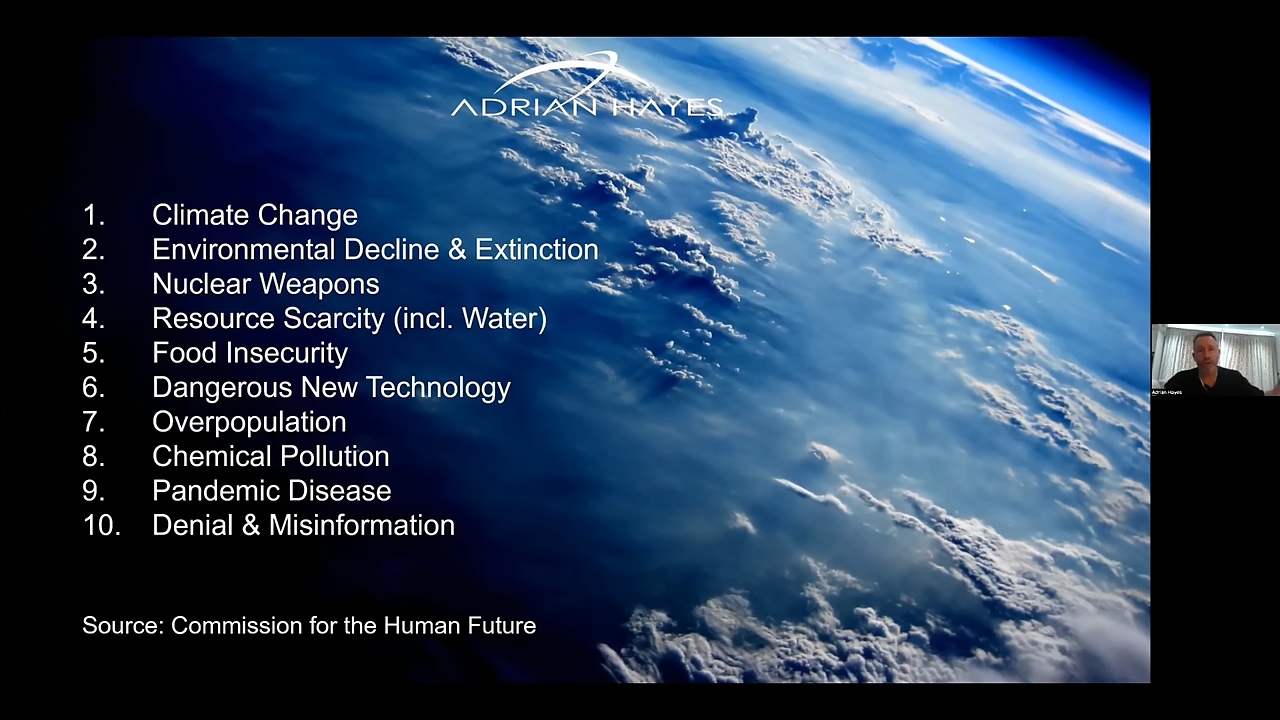 ADRIAN HAYES
1. Climate Change
2. Environmental Decline & Extinction
3. Nuclear Weapons
4. Resource Scarcity (incl. Water)
5. Food Insecurity
6. Dangerous New Technology
7. Overpopulation
8. Chemical Pollution
9. Pandemic Disease
10. Denial & Misinformation
Source: Commission for the Human Future
Adrian Hayes